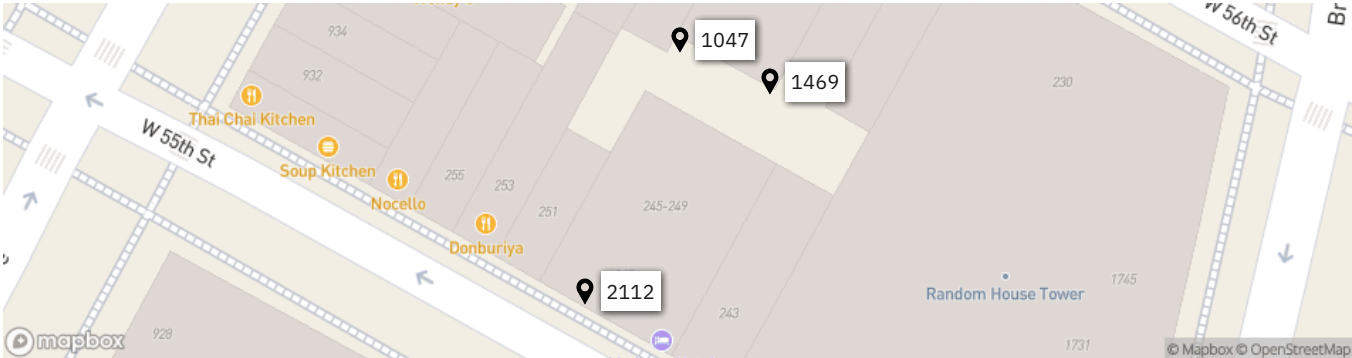 W 56th St
Br
1047
1469
934
932
230
Thai Chai Kitchen
W 55th St
Soup Kitchen
255
253
Nocello
251
245-249
Donburiya
2112
Random House Tower
1745
243
928
1731
mapbox
© Mapbox © OpenStreetMap